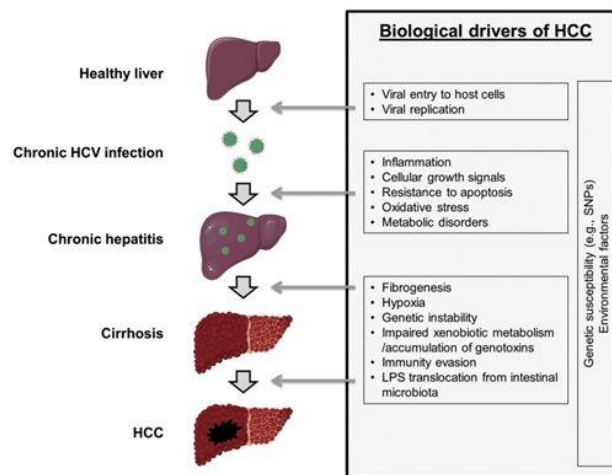 Biological drivers of HCC
Healthy liver
• Viral entry to host cells
• Viral replication
Chronic HCV infection
• Inflammation
• Cellular growth signals
• Resistance to apoptosis
• Oxidative stress
• Metabolic disorders
Chronic hepatitis
• Fibrogenesis
• Hypoxia
• Genetic instability
• Impaired xenobiotic metabolism
/accumulation of genotoxins
• Immunity evasion
• LPS translocation from intestinal
microbiota
Cirrhosis
HCC
Genetic susceptibility (e.g., SNPs)
Environmental factors